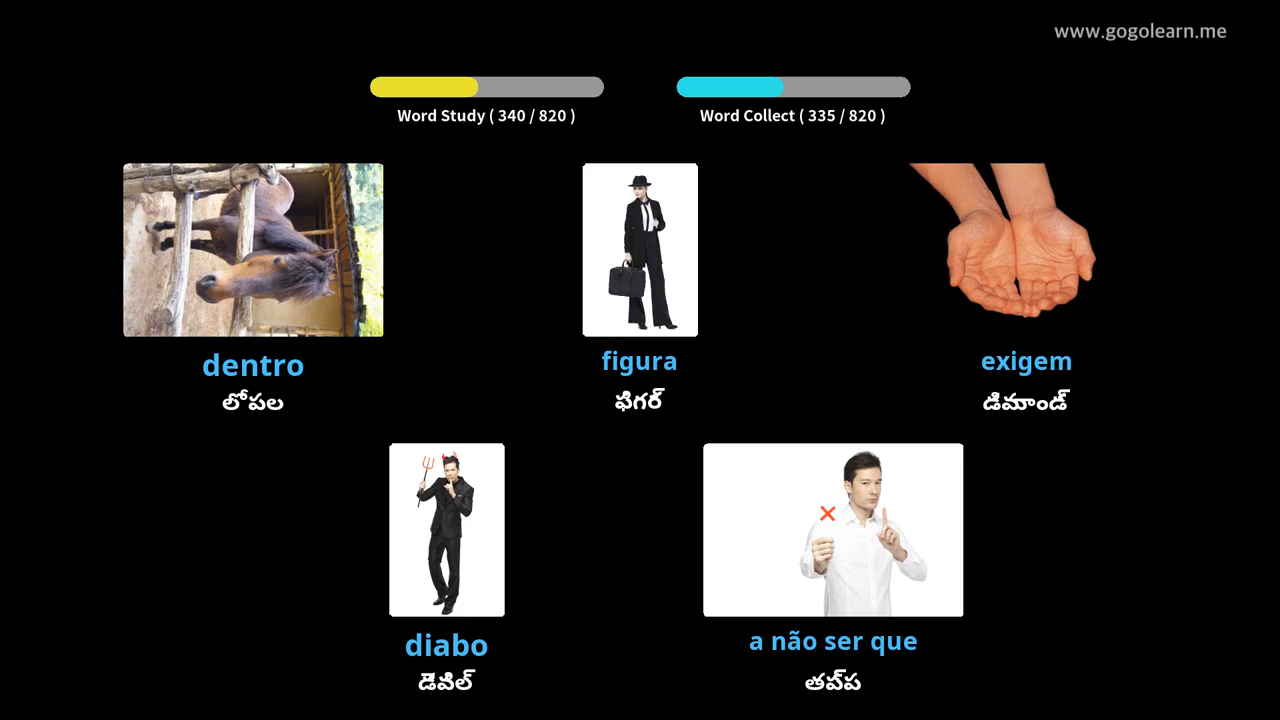 www.gogolearn.me
Word Study ( 340 / 820 )
Word Collect ( 335 / 820 )
dentro
లోపల
figura
ఫిగర్
exigem
డిమాండ్
diabo
డెవిల్
a não ser que
తప్ప